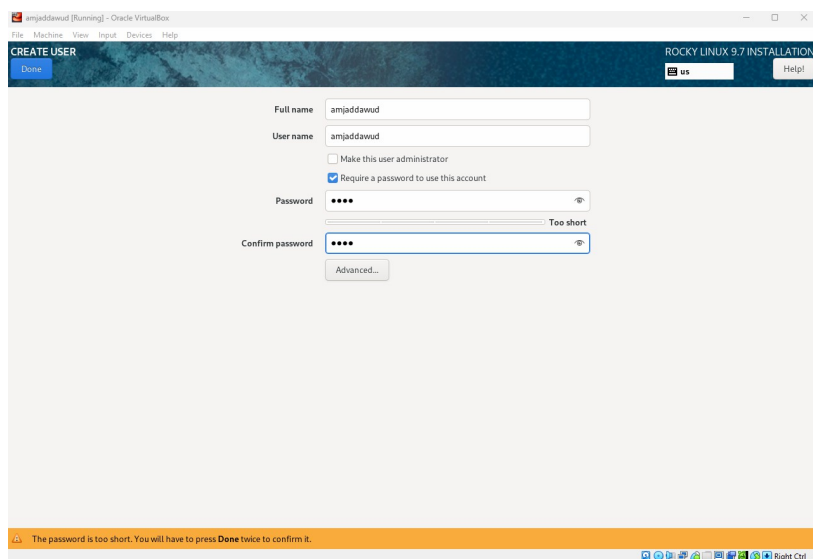 amjaddawud [Running] - Oracle VirtualBox
File Machine View Input Devices Help
CREATE USER
ROCKY LINUX 9.7 INSTALLATION
Done
us
Help!
Full name
amjaddawud
User name
amjaddawud
Make this user administrator
Require a password to use this account
Password
••••
Too short
Confirm password
••••
Advanced...
The password is too short. You will have to press Done twice to confirm it.
Right Ctrl